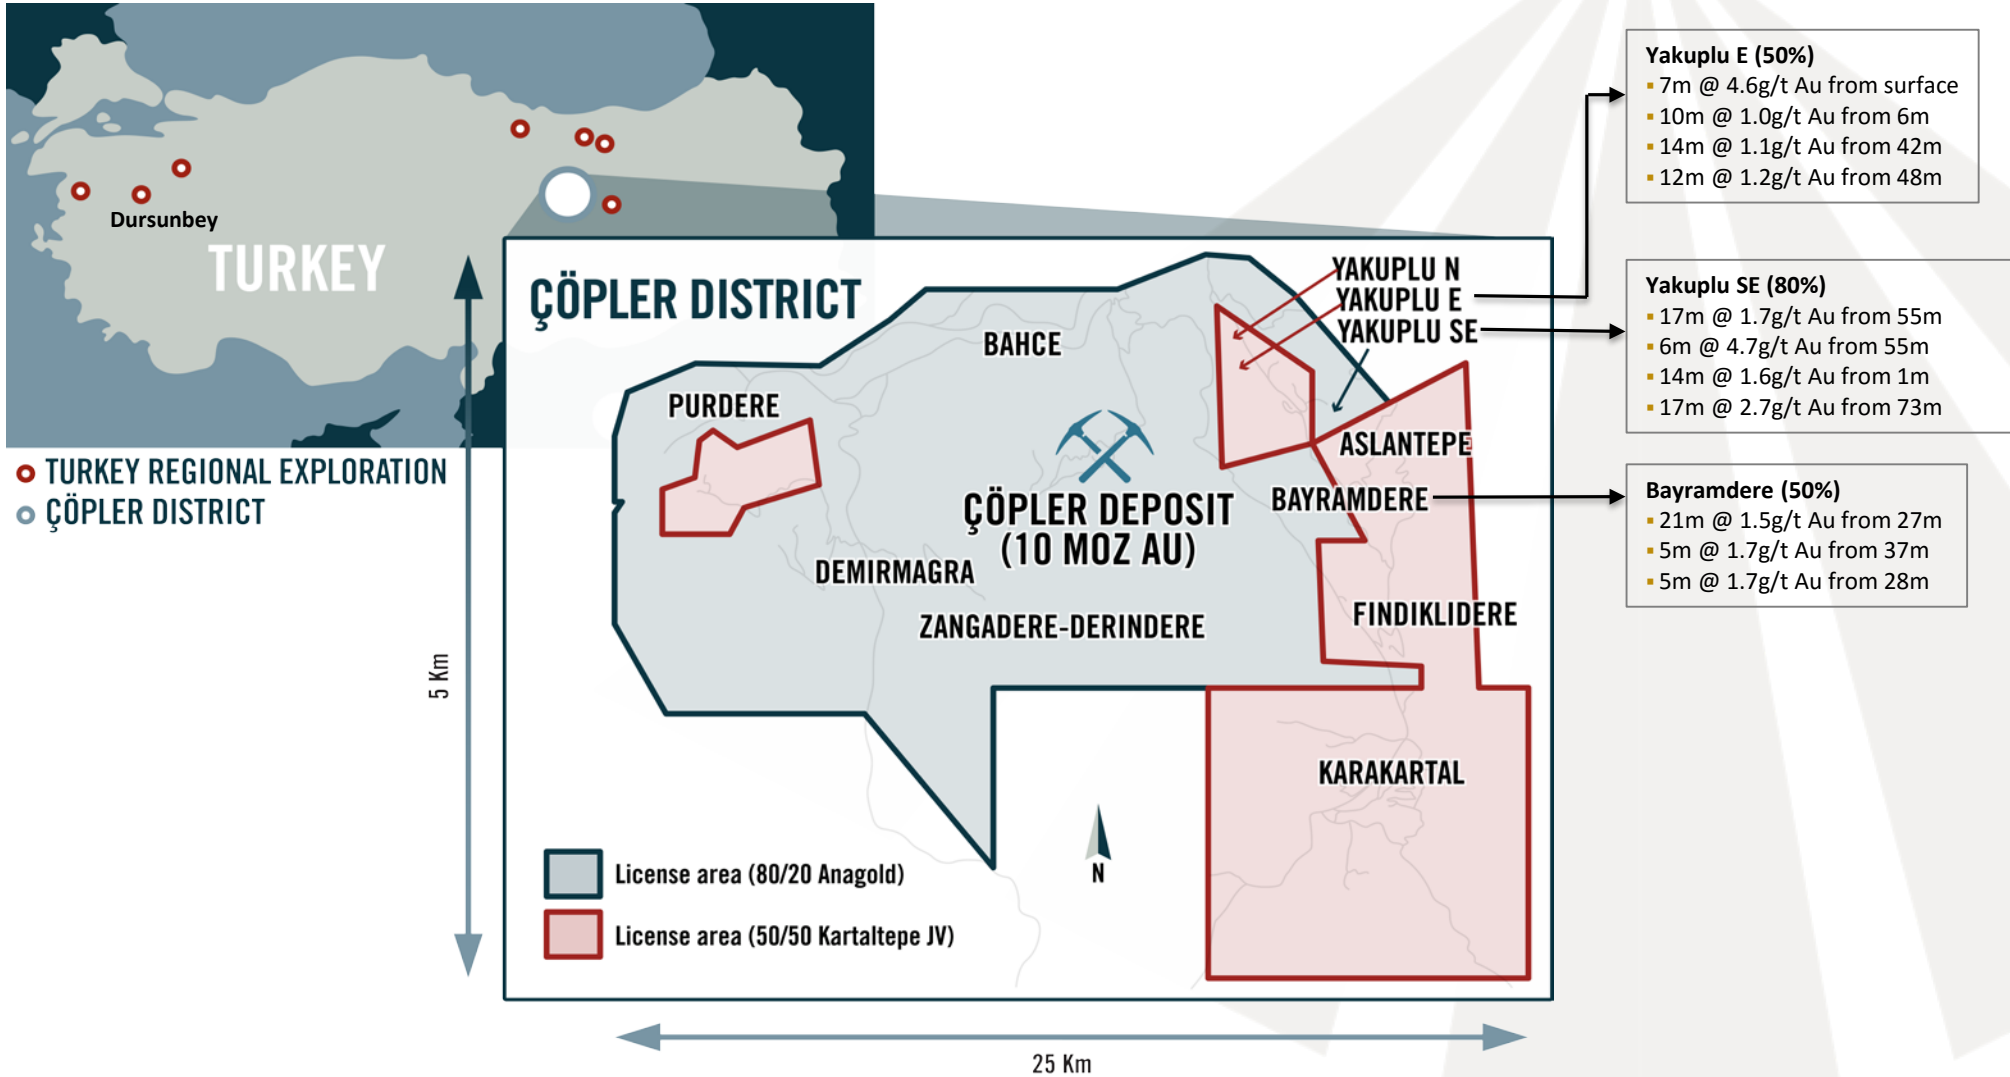 Dursunbey
TURKEY
TURKEY REGIONAL EXPLORATION
ÇÖPLER DISTRICT
ÇÖPLER DISTRICT
YAKUPLU N
YAKUPLU E
YAKUPLU SE
BAHCE
PURDERE
ASLANTEPE
BAYRAMDERE
ÇÖPLER DEPOSIT
(10 MOZ AU)
DEMIRMAGRA
ZANGADERE-DERINDERE
FINDIKLIDERE
KARAKARTAL
N
License area (80/20 Anagold)
License area (50/50 Kartaltepe JV)
5 Km
25 Km
Yakuplu E (50%)
▪ 7m @ 4.6g/t Au from surface
▪ 10m @ 1.0g/t Au from 6m
▪ 14m @ 1.1g/t Au from 42m
▪ 12m @ 1.2g/t Au from 48m
Yakuplu SE (80%)
▪ 17m @ 1.7g/t Au from 55m
▪ 6m @ 4.7g/t Au from 55m
▪ 14m @ 1.6g/t Au from 1m
▪ 17m @ 2.7g/t Au from 73m
Bayramdere (50%)
▪ 21m @ 1.5g/t Au from 27m
▪ 5m @ 1.7g/t Au from 37m
▪ 5m @ 1.7g/t Au from 28m